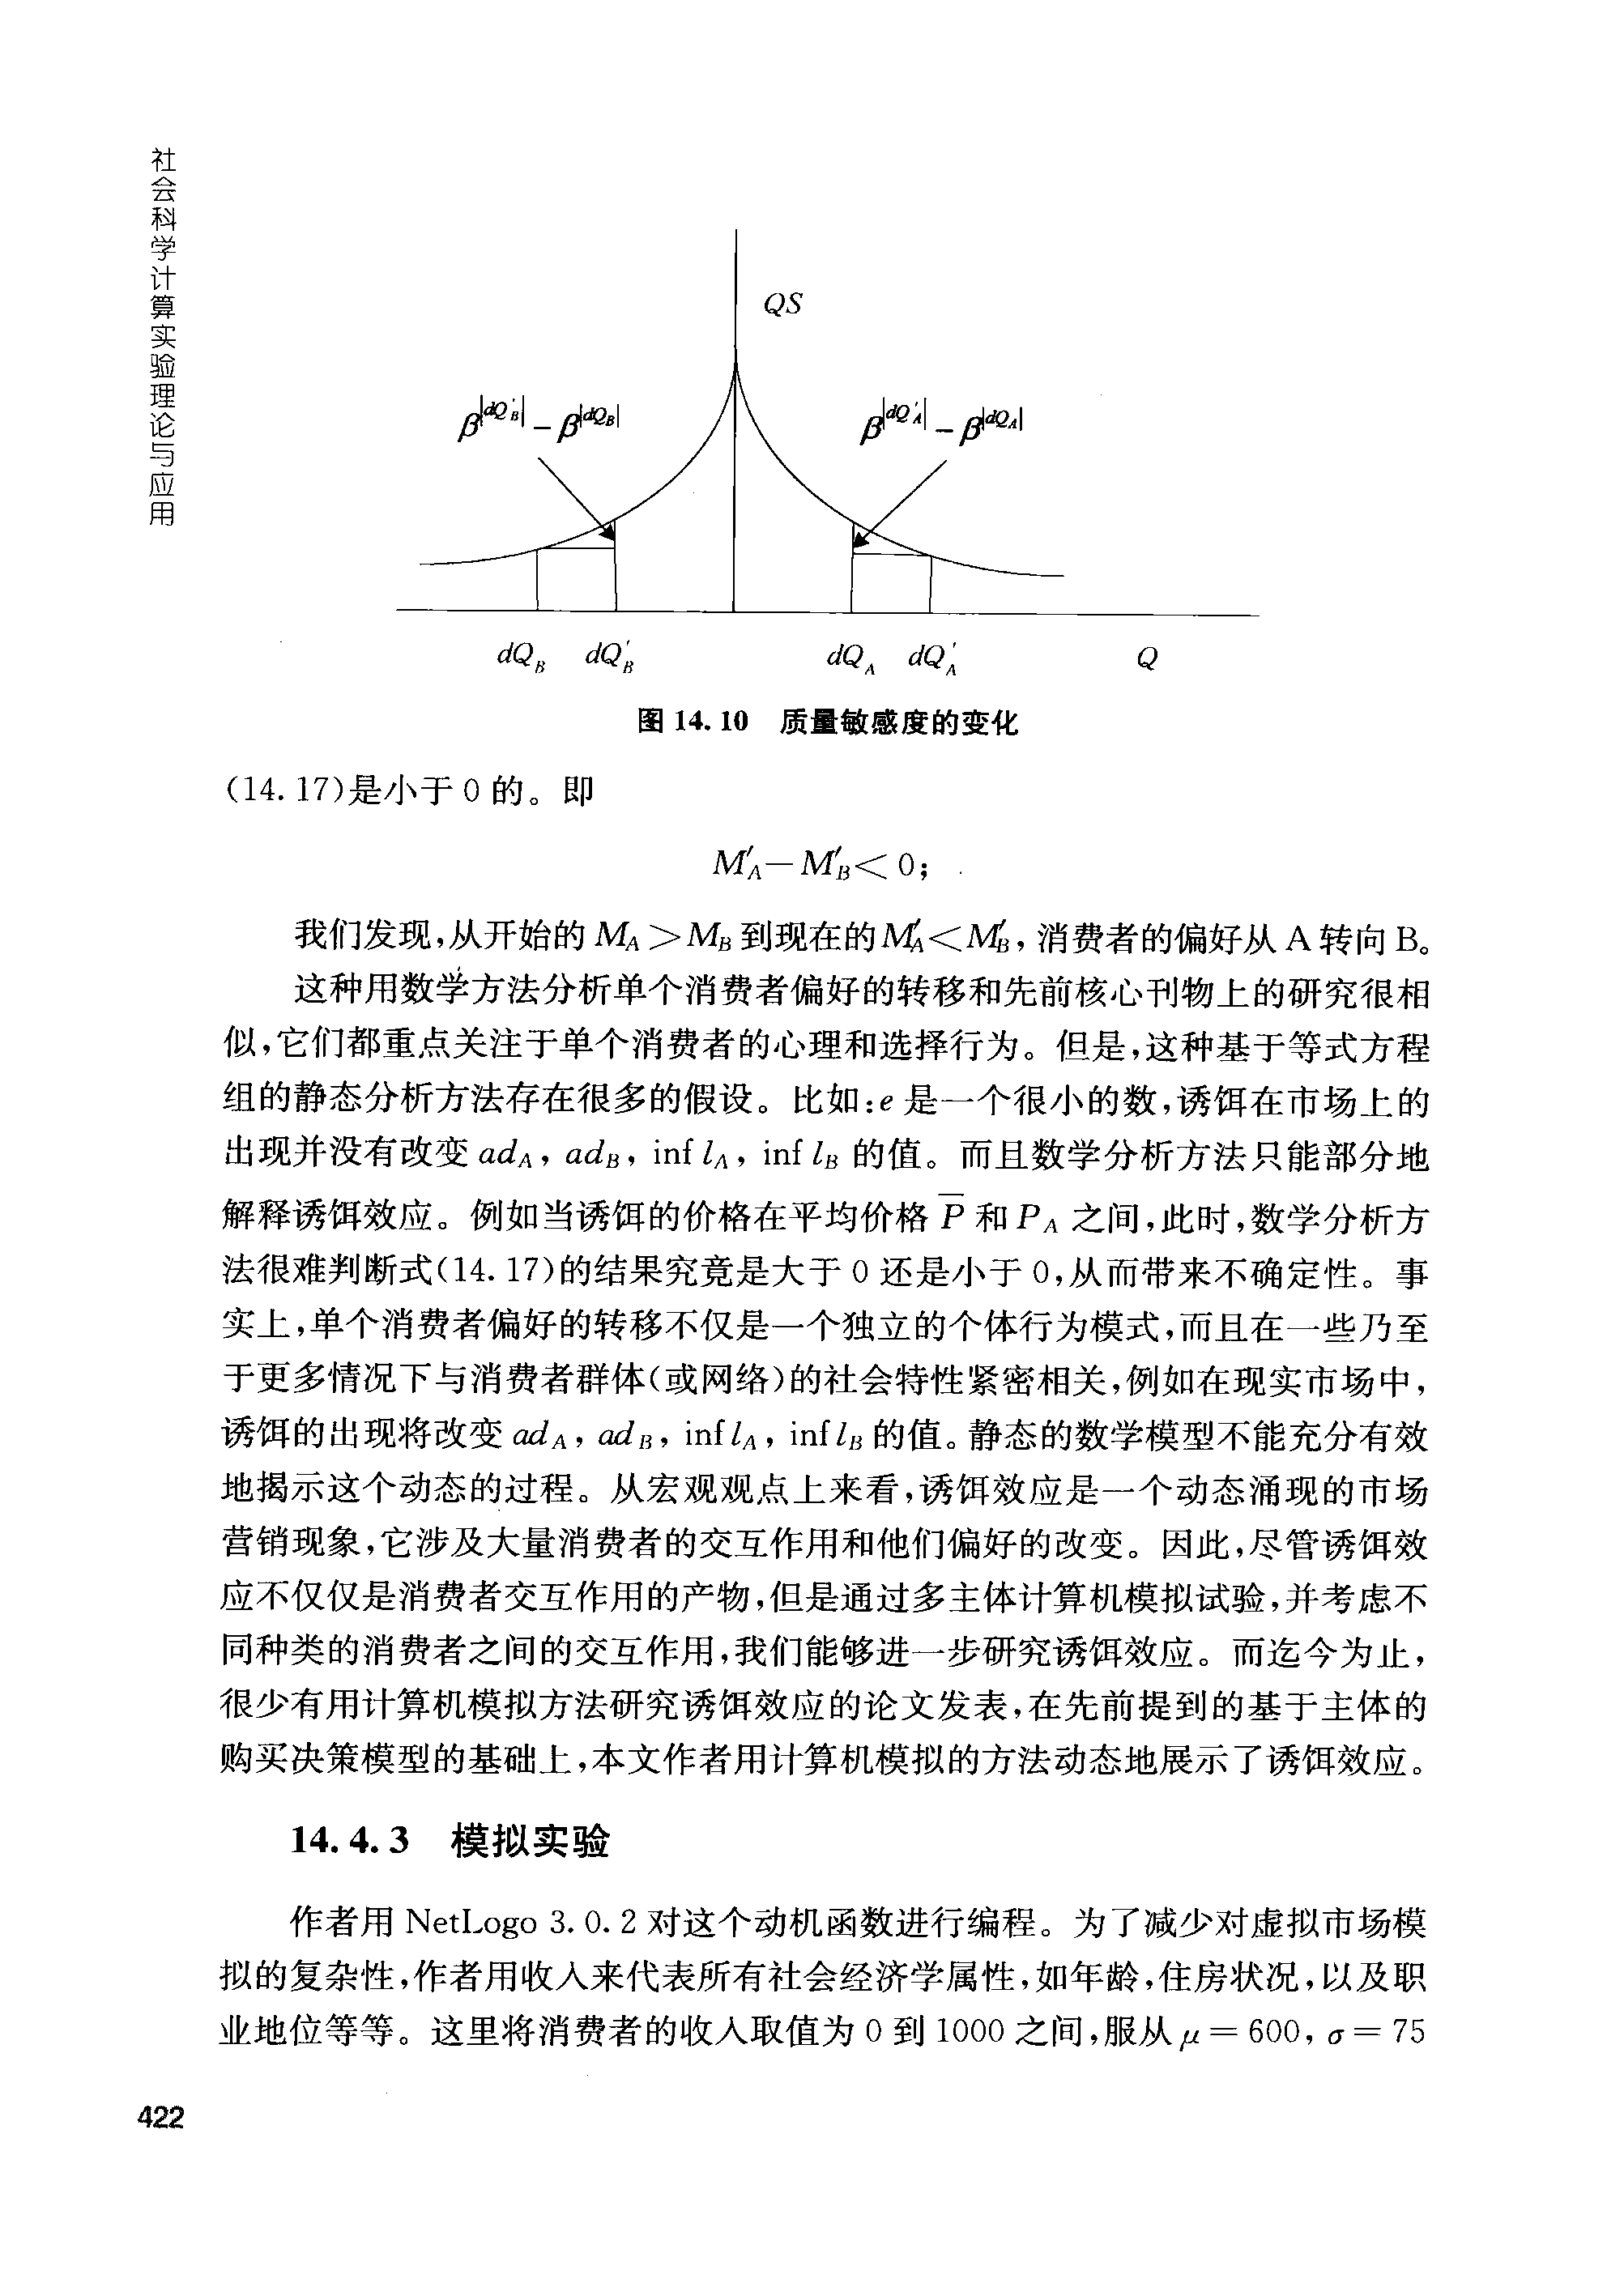 社会科学计算实验理论与应用
QS
β^|dQ'_B| − β^|dQ_B|
β^|dQ'_A| − β^|dQ_A|
dQ_B dQ'_B dQ_A dQ'_A Q
图 14.10 质量敏感度的变化
(14.17)是小于 0 的。即
M'_A − M'_B < 0;
我们发现,从开始的 M_A > M_B 到现在的 M'_A < M'_B, 消费者的偏好从 A 转向 B。
这种用数学方法分析单个消费者偏好的转移和先前核心刊物上的研究很相
似,它们都重点关注于单个消费者的心理和选择行为。但是,这种基于等式方程
组的静态分析方法存在很多的假设。比如:e 是一个很小的数,诱饵在市场上的
出现并没有改变 ad_A, ad_B, inf l_A, inf l_B 的值。而且数学分析方法只能部分地
解释诱饵效应。例如当诱饵的价格在平均价格 P̅ 和 P_A 之间,此时,数学分析方
法很难判断式(14.17)的结果究竟是大于 0 还是小于 0,从而带来不确定性。事
实上,单个消费者偏好的转移不仅是一个独立的个体行为模式,而且在一些乃至
于更多情况下与消费者群体(或网络)的社会特性紧密相关,例如在现实市场中,
诱饵的出现将改变 ad_A, ad_B, inf l_A, inf l_B 的值。静态的数学模型不能充分有效
地揭示这个动态的过程。从宏观观点上来看,诱饵效应是一个动态涌现的市场
营销现象,它涉及大量消费者的交互作用和他们偏好的改变。因此,尽管诱饵效
应不仅仅是消费者交互作用的产物,但是通过多主体计算机模拟试验,并考虑不
同种类的消费者之间的交互作用,我们能够进一步研究诱饵效应。而迄今为止,
很少有用计算机模拟方法研究诱饵效应的论文发表,在先前提到的基于主体的
购买决策模型的基础上,本文作者用计算机模拟的方法动态地展示了诱饵效应。
14.4.3 模拟实验
作者用 NetLogo 3.0.2 对这个动机函数进行编程。为了减少对虚拟市场模
拟的复杂性,作者用收入来代表所有社会经济学属性,如年龄,住房状况,以及职
业地位等等。这里将消费者的收入取值为 0 到 1000 之间,服从 μ = 600, σ = 75
422